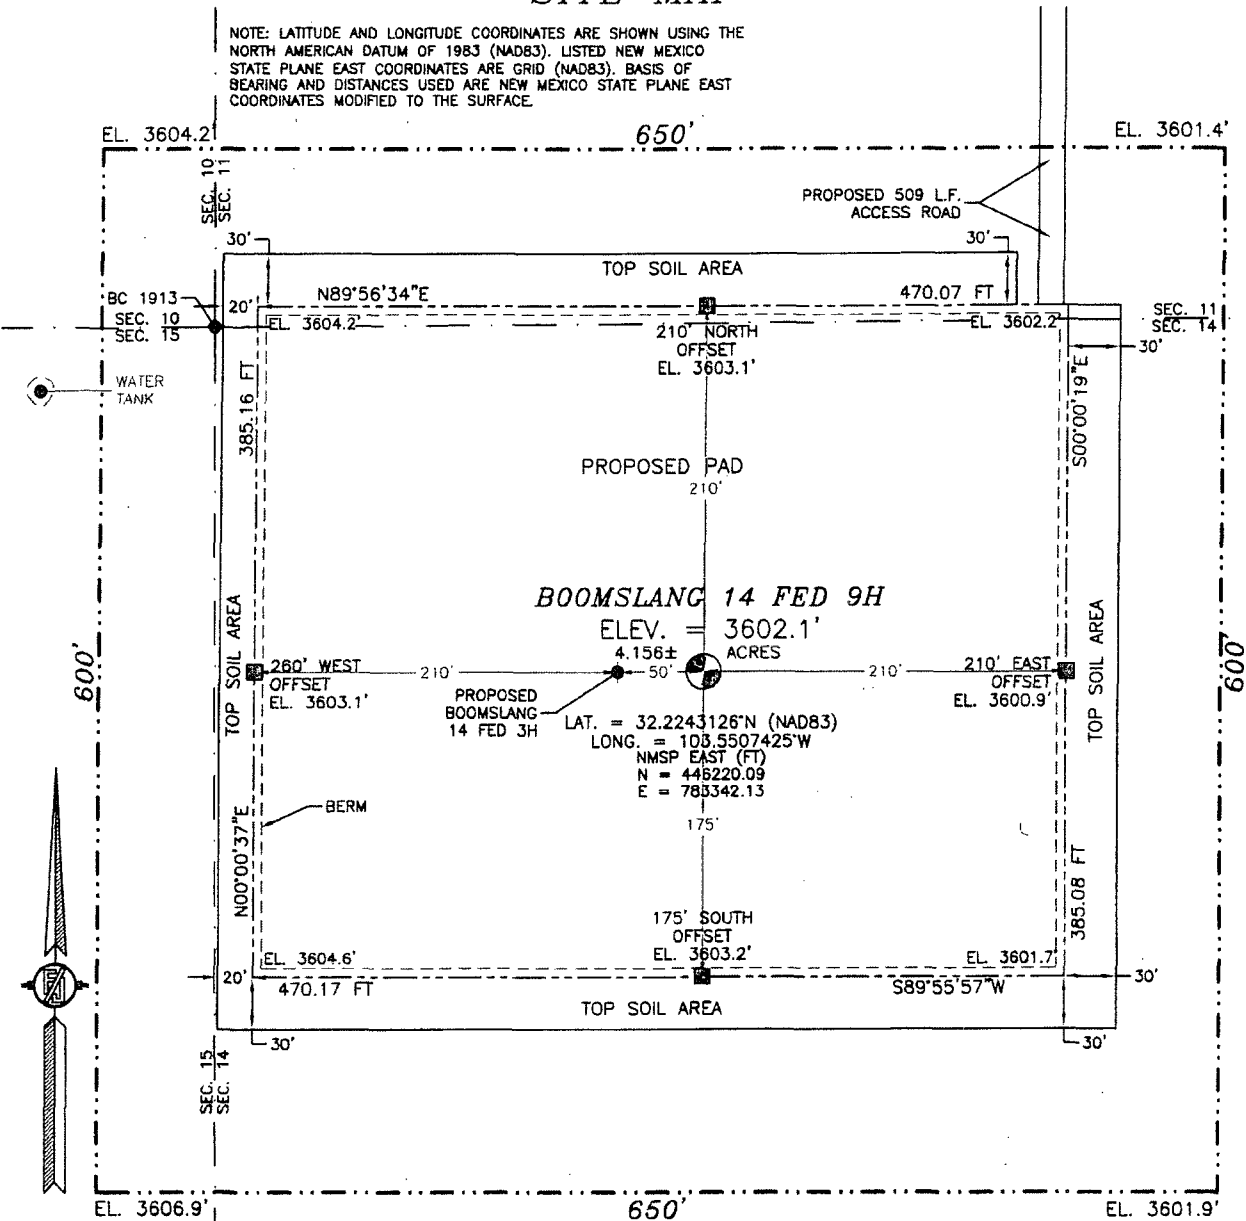 SITE MAP
NOTE: LATITUDE AND LONGITUDE COORDINATES ARE SHOWN USING THE
NORTH AMERICAN DATUM OF 1983 (NAD83). LISTED NEW MEXICO
STATE PLANE EAST COORDINATES ARE GRID (NAD83). BASIS OF
BEARING AND DISTANCES USED ARE NEW MEXICO STATE PLANE EAST
COORDINATES MODIFIED TO THE SURFACE.
EL. 3604.2'
650'
EL. 3601.4'
SEC. 10
SEC. 11
PROPOSED 509 L.F.
ACCESS ROAD
30'
30'
TOP SOIL AREA
BC 1913
20'
N89°56'34"E
470.07 FT
SEC. 10
SEC. 15
EL. 3604.2'
EL. 3602.2'
SEC. 11
SEC. 14
210' NORTH
OFFSET
EL. 3603.1'
30'
WATER
TANK
385.16 FT
S00°00'19"E
PROPOSED PAD
210'
BOOMSLANG 14 FED 9H
ELEV. = 3602.1'
4.156± ACRES
600'
TOP SOIL AREA
260' WEST
OFFSET
EL. 3603.1'
210'
50'
210'
210' EAST
OFFSET
EL. 3600.9'
TOP SOIL AREA
600'
PROPOSED
BOOMSLANG
14 FED 3H
LAT. = 32.2243126°N (NAD83)
LONG. = 103.5507425°W
NMSP EAST (FT)
N = 446220.09
E = 783342.13
BERM
175'
N00°00'37"E
385.08 FT
175' SOUTH
OFFSET
EL. 3603.2'
EL. 3604.6'
EL. 3601.7'
20'
470.17 FT
S89°55'57"W
30'
TOP SOIL AREA
30'
30'
SEC. 15
SEC. 14
EL. 3606.9'
650'
EL. 3601.9'